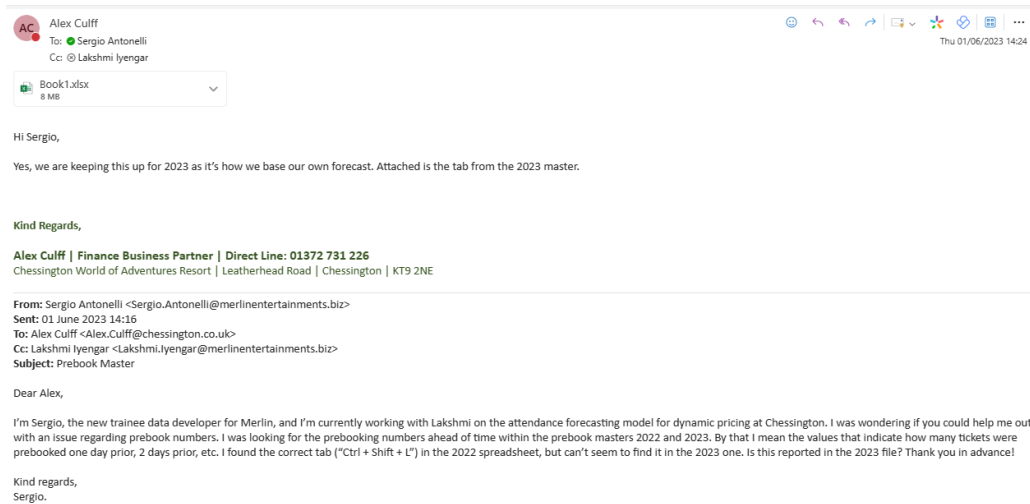 AC
Alex Culff
To: Sergio Antonelli
Cc: Lakshmi Iyengar
Thu 01/06/2023 14:24
Book1.xlsx
8 MB
Hi Sergio,
Yes, we are keeping this up for 2023 as it's how we base our own forecast. Attached is the tab from the 2023 master.
Kind Regards,
Alex Culff | Finance Business Partner | Direct Line: 01372 731 226
Chessington World of Adventures Resort | Leatherhead Road | Chessington | KT9 2NE
From: Sergio Antonelli <Sergio.Antonelli@merlinentertainments.biz>
Sent: 01 June 2023 14:16
To: Alex Culff <Alex.Culff@chessington.co.uk>
Cc: Lakshmi Iyengar <Lakshmi.Iyengar@merlinentertainments.biz>
Subject: Prebook Master
Dear Alex,
I'm Sergio, the new trainee data developer for Merlin, and I'm currently working with Lakshmi on the attendance forecasting model for dynamic pricing at Chessington. I was wondering if you could help me out
with an issue regarding prebook numbers. I was looking for the prebooking numbers ahead of time within the prebook masters 2022 and 2023. By that I mean the values that indicate how many tickets were
prebooked one day prior, 2 days prior, etc. I found the correct tab ("Ctrl + Shift + L") in the 2022 spreadsheet, but can't seem to find it in the 2023 one. Is this reported in the 2023 file? Thank you in advance!
Kind regards,
Sergio.